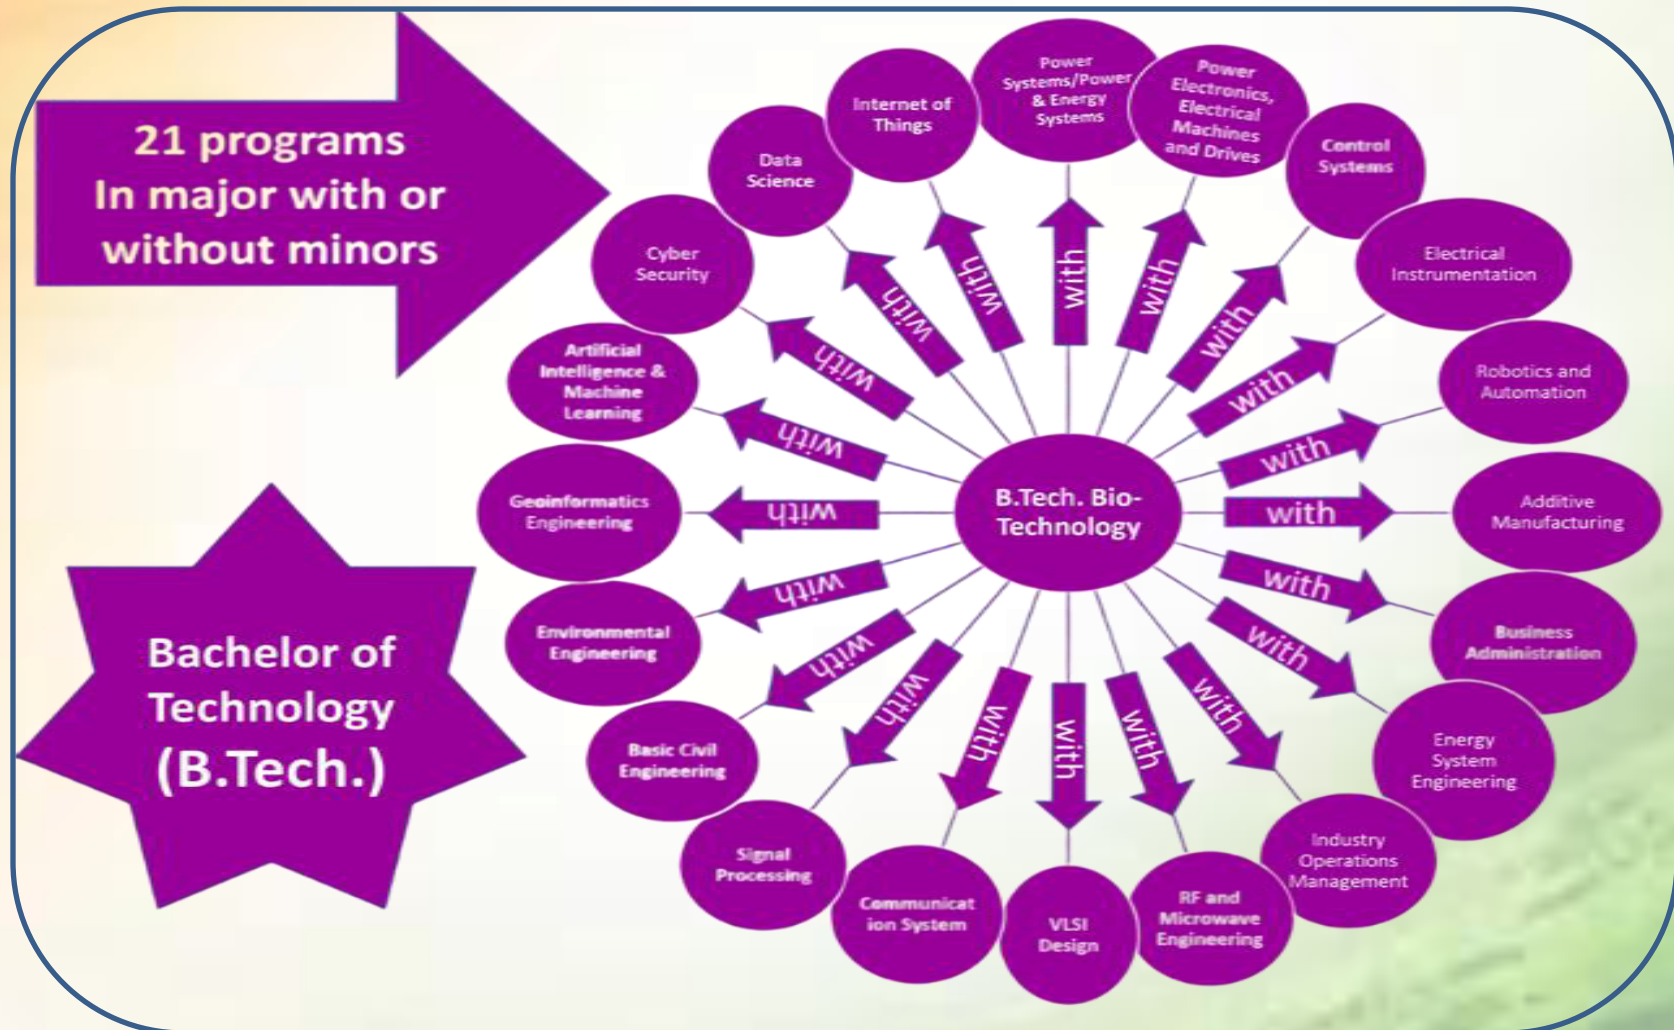 21 programs
In major with or
without minors
Bachelor of
Technology
(B.Tech.)
B.Tech. Bio-
Technology
Power
Systems/Power
& Energy
Systems
with
Power
Electronics,
Electrical
Machines
and Drives
with
Control
Systems
with
Electrical
Instrumentation
with
Robotics and
Automation
with
Additive
Manufacturing
with
Business
Administration
with
Energy
System
Engineering
with
Industry
Operations
Management
with
RF and
Microwave
Engineering
with
VLSI
Design
with
Communicat
ion System
with
Signal
Processing
with
Basic Civil
Engineering
with
Environmental
Engineering
with
Geoinformatics
Engineering
with
Artificial
Intelligence &
Machine
Learning
with
Cyber
Security
with
Data
Science
with
Internet of
Things
with